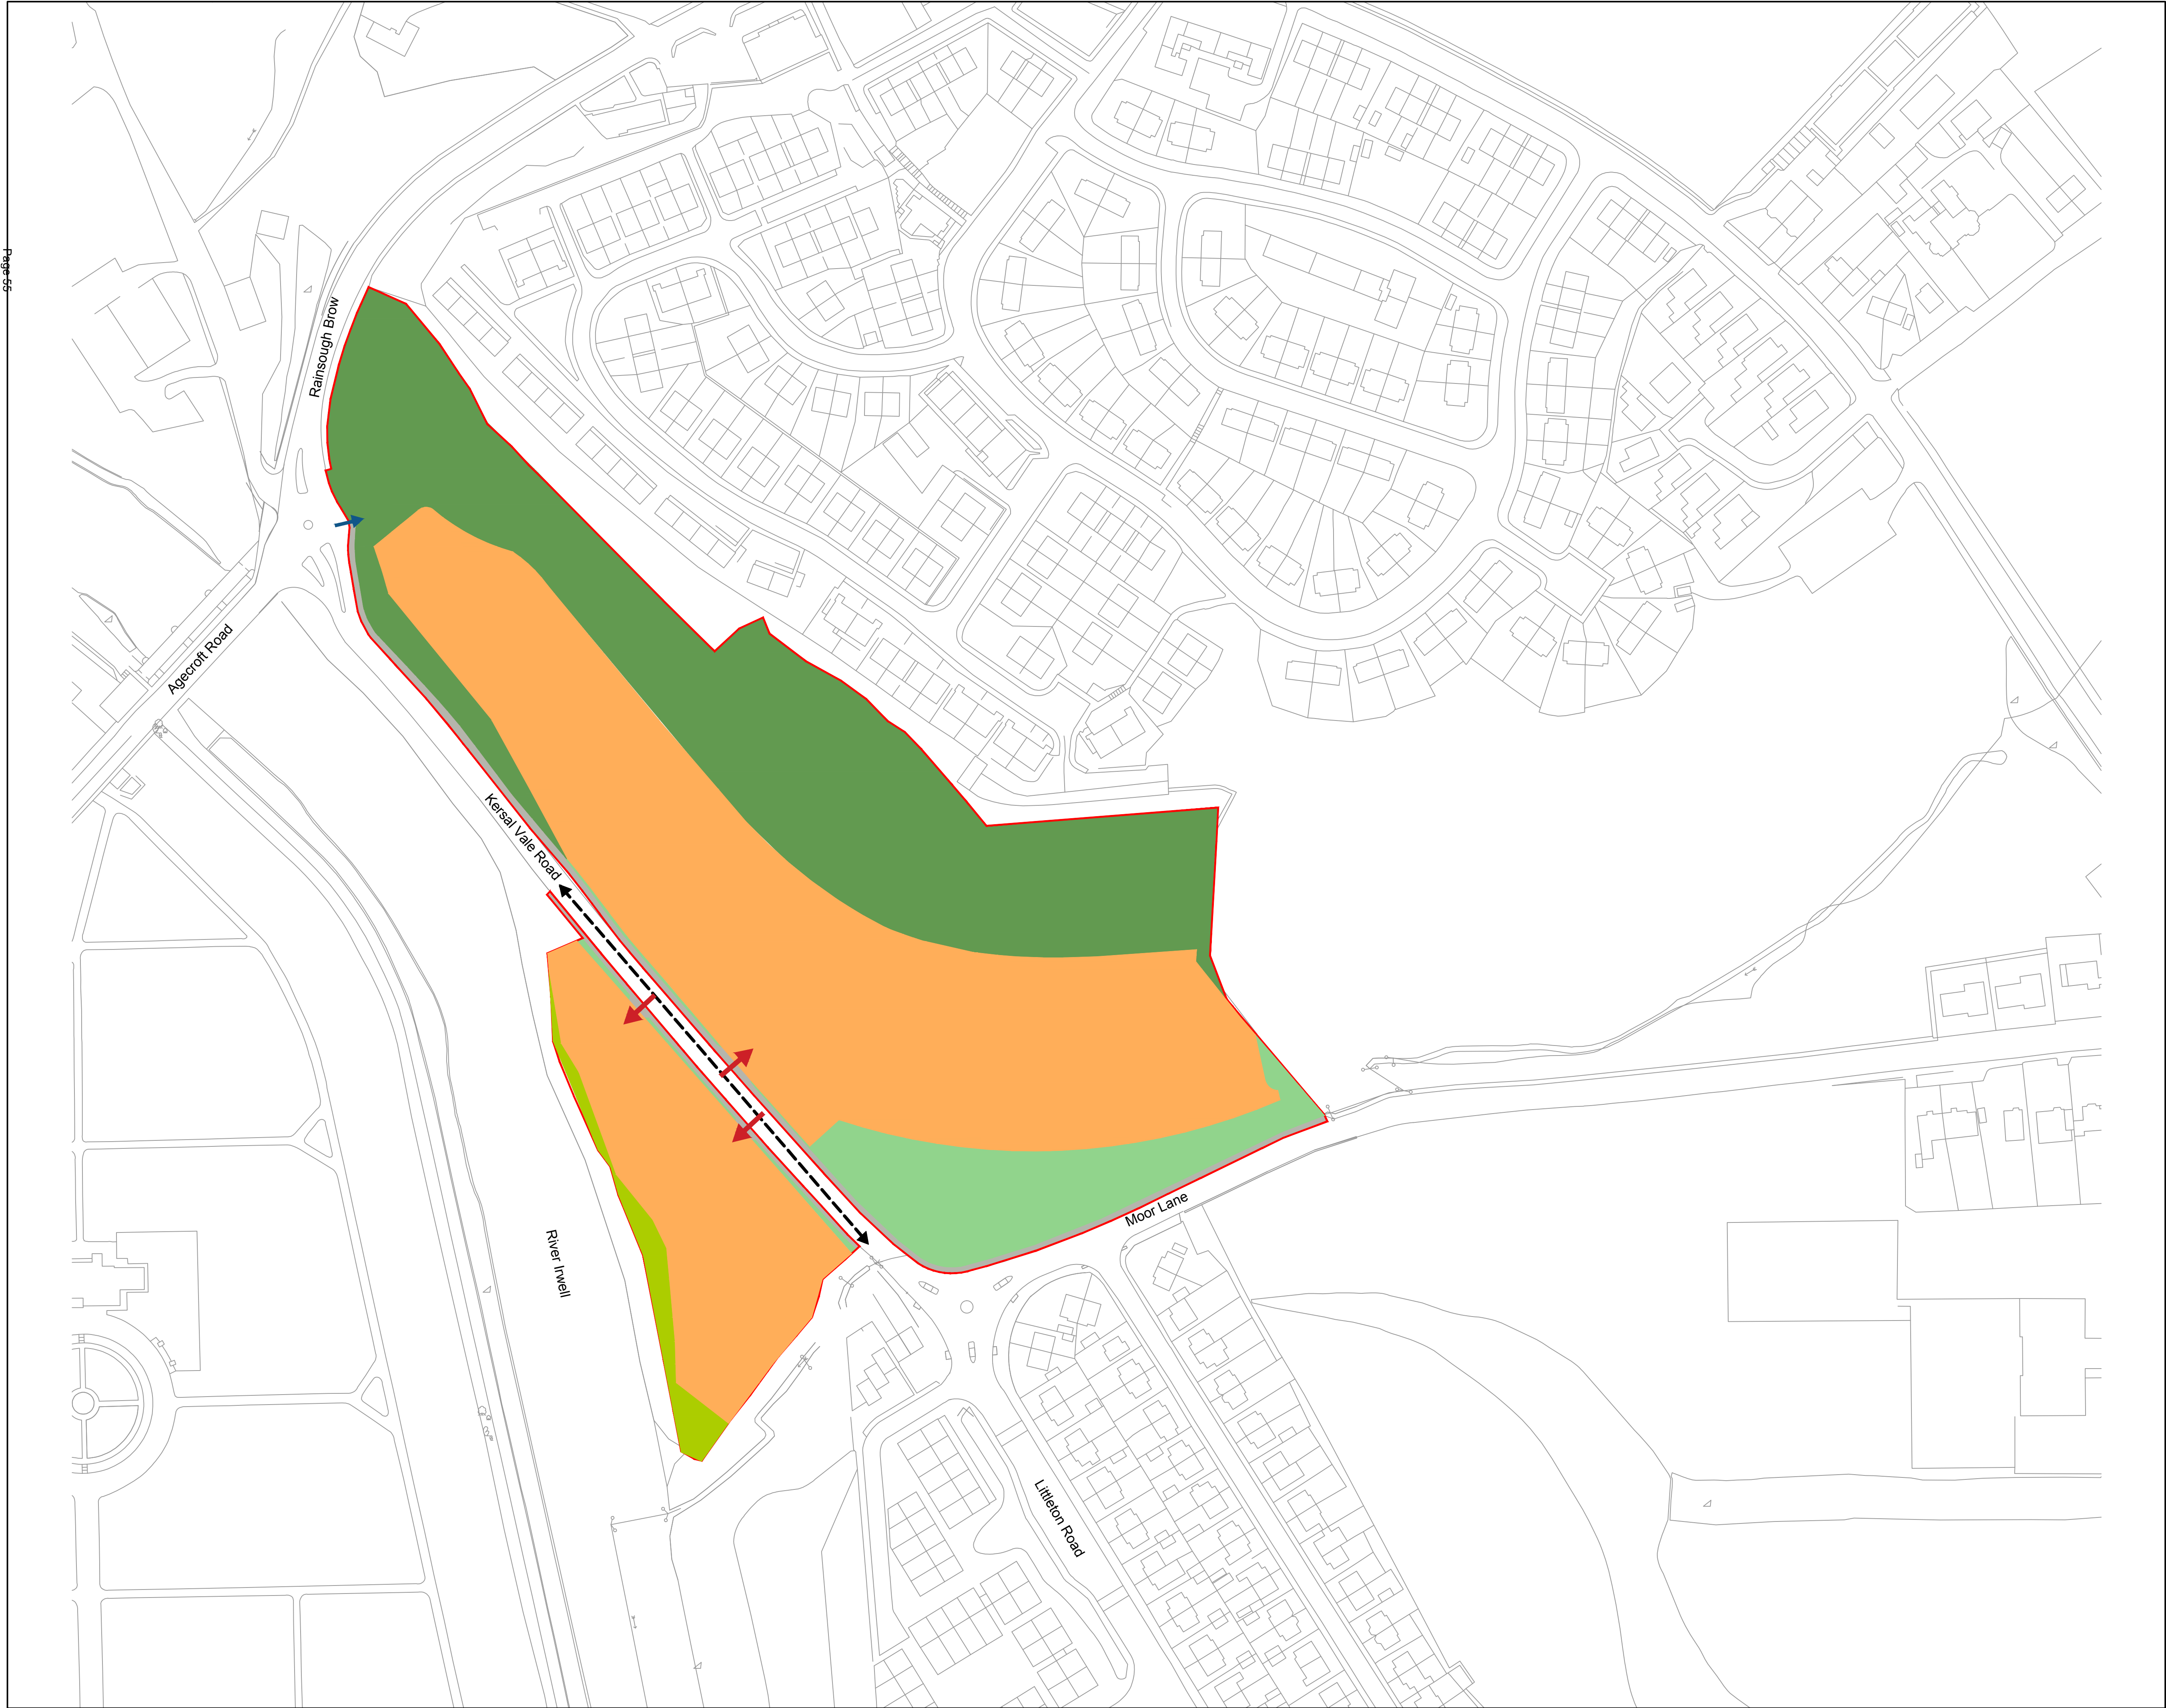 Page 55
Rainsough Brow
Agecroft Road
Kersal Vale Road
Moor Lane
River Irwell
Littleton Road